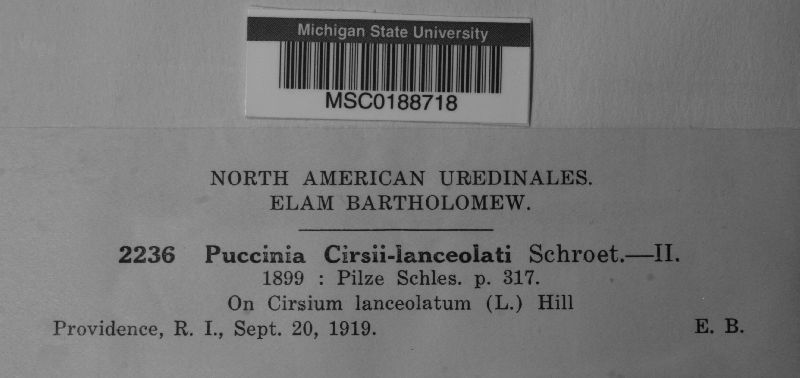 Michigan State University
MSC0188718
NORTH AMERICAN UREDINALES.
ELAM BARTHOLOMEW.
2236 Puccinia Cirsii-lanceolati Schroet.—II.
1899 : Pilze Schles. p. 317.
On Cirsium lanceolatum (L.) Hill
Providence, R. I., Sept. 20, 1919. E. B.